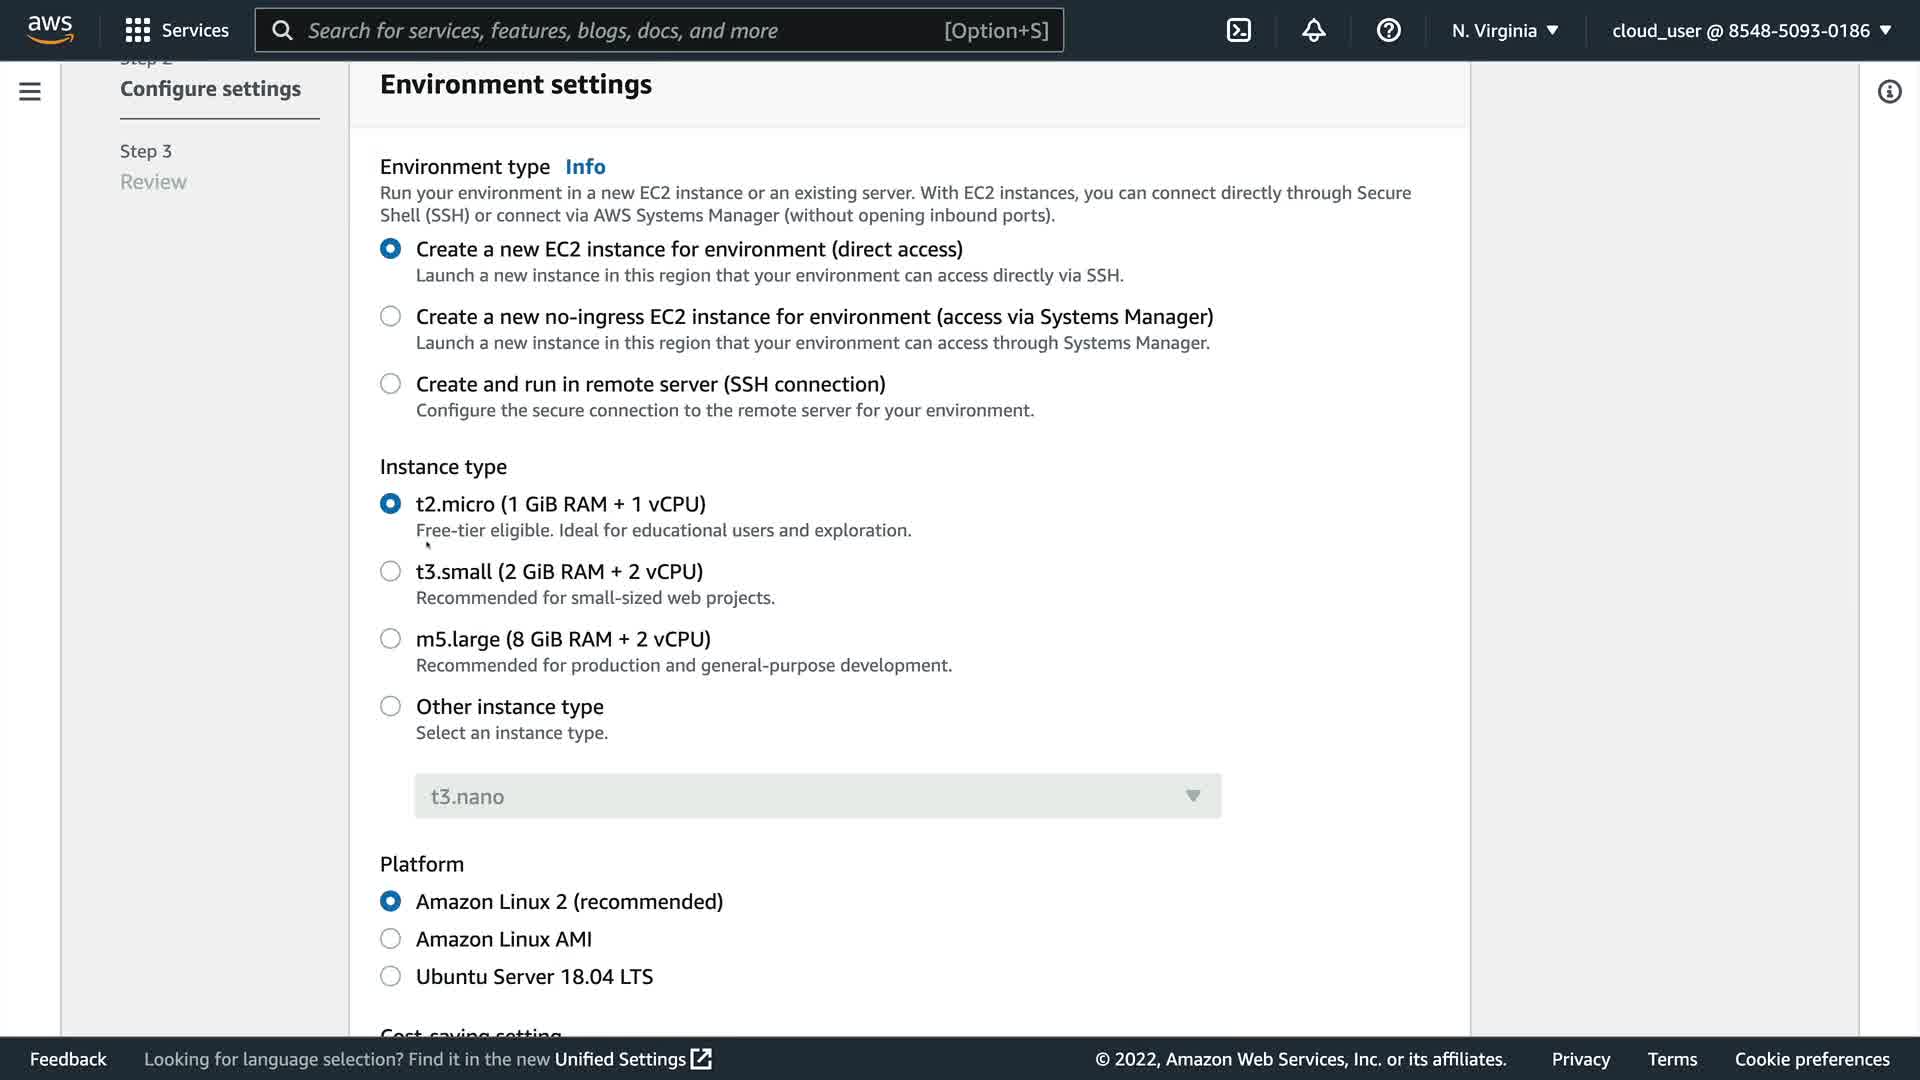 aws
Services
Search for services, features, blogs, docs, and more
[Option+S]
N. Virginia
cloud_user @ 8548-5093-0186
Step 2
Configure settings
Step 3
Review
Environment settings
Environment type Info
Run your environment in a new EC2 instance or an existing server. With EC2 instances, you can connect directly through Secure
Shell (SSH) or connect via AWS Systems Manager (without opening inbound ports).
Create a new EC2 instance for environment (direct access)
Launch a new instance in this region that your environment can access directly via SSH.
Create a new no-ingress EC2 instance for environment (access via Systems Manager)
Launch a new instance in this region that your environment can access through Systems Manager.
Create and run in remote server (SSH connection)
Configure the secure connection to the remote server for your environment.
Instance type
t2.micro (1 GiB RAM + 1 vCPU)
Free-tier eligible. Ideal for educational users and exploration.
t3.small (2 GiB RAM + 2 vCPU)
Recommended for small-sized web projects.
m5.large (8 GiB RAM + 2 vCPU)
Recommended for production and general-purpose development.
Other instance type
Select an instance type.
t3.nano
Platform
Amazon Linux 2 (recommended)
Amazon Linux AMI
Ubuntu Server 18.04 LTS
Cost-saving setting
Feedback
Looking for language selection? Find it in the new Unified Settings
© 2022, Amazon Web Services, Inc. or its affiliates.
Privacy
Terms
Cookie preferences